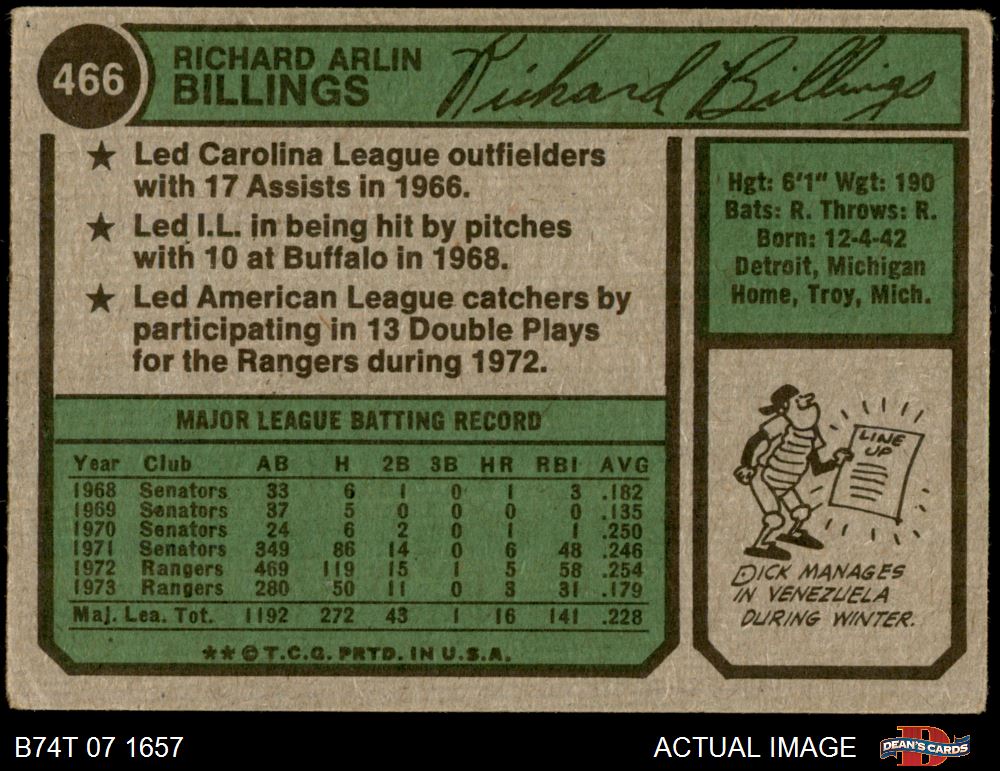 466
RICHARD ARLIN
BILLINGS
Richard Billings
★ Led Carolina League outfielders
with 17 Assists in 1966.
★ Led I.L. in being hit by pitches
with 10 at Buffalo in 1968.
★ Led American League catchers by
participating in 13 Double Plays
for the Rangers during 1972.
Hgt: 6'1" Wgt: 190
Bats: R. Throws: R.
Born: 12-4-42
Detroit, Michigan
Home, Troy, Mich.
MAJOR LEAGUE BATTING RECORD
Year Club AB H 2B 3B HR RBI AVG
1968 Senators 33 6 1 0 1 3 .182
1969 Senators 37 5 0 0 0 0 .135
1970 Senators 24 6 2 0 1 1 .250
1971 Senators 349 86 14 0 6 48 .246
1972 Rangers 469 119 15 1 5 58 .254
1973 Rangers 280 50 11 0 3 31 .179
Maj. Lea. Tot. 1192 272 43 1 16 141 .228
** © T.C.G. PRTD. IN U.S.A.
LINE
UP
DICK MANAGES
IN VENEZUELA
DURING WINTER.
B74T 07 1657
ACTUAL IMAGE
DEAN'S CARDS